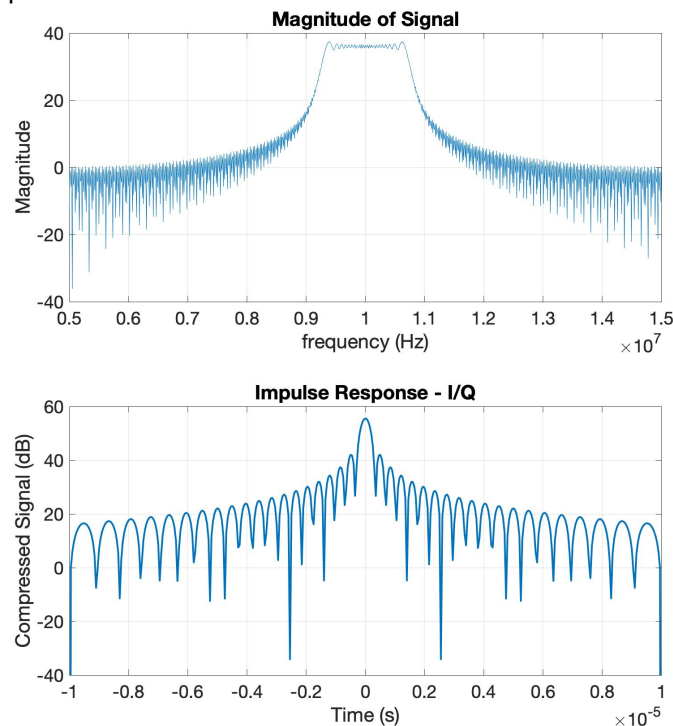 Magnitude of Signal
40
20
0
-20
-40
Magnitude
0.5 0.6 0.7 0.8 0.9 1 1.1 1.2 1.3 1.4 1.5
frequency (Hz)
×10^7
Impulse Response - I/Q
60
40
20
0
-20
-40
Compressed Signal (dB)
-1 -0.8 -0.6 -0.4 -0.2 0 0.2 0.4 0.6 0.8 1
Time (s)
×10^-5